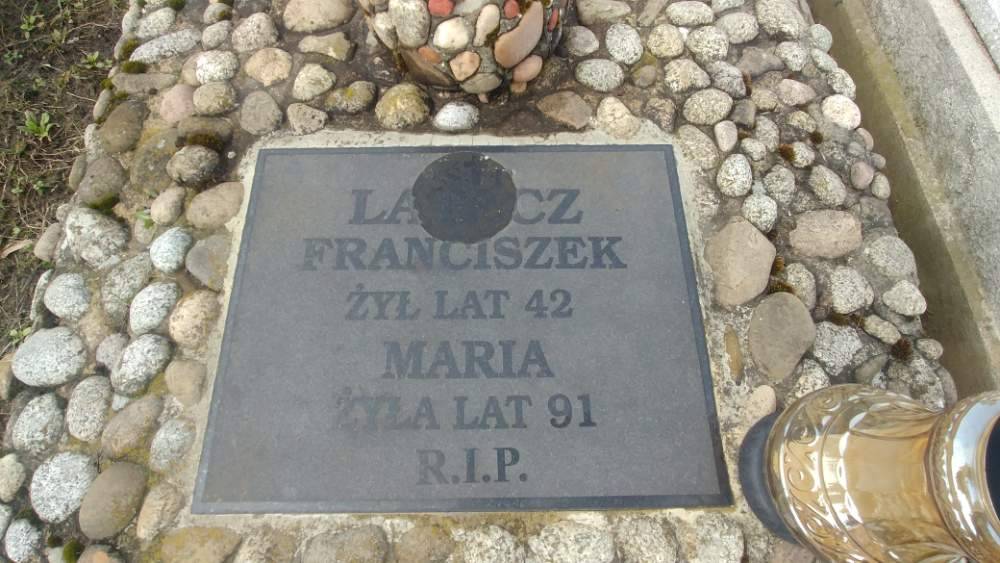 FRANCISZEK
ŻYŁ LAT 42
MARIA
ŻYŁA LAT 91
R.I.P.